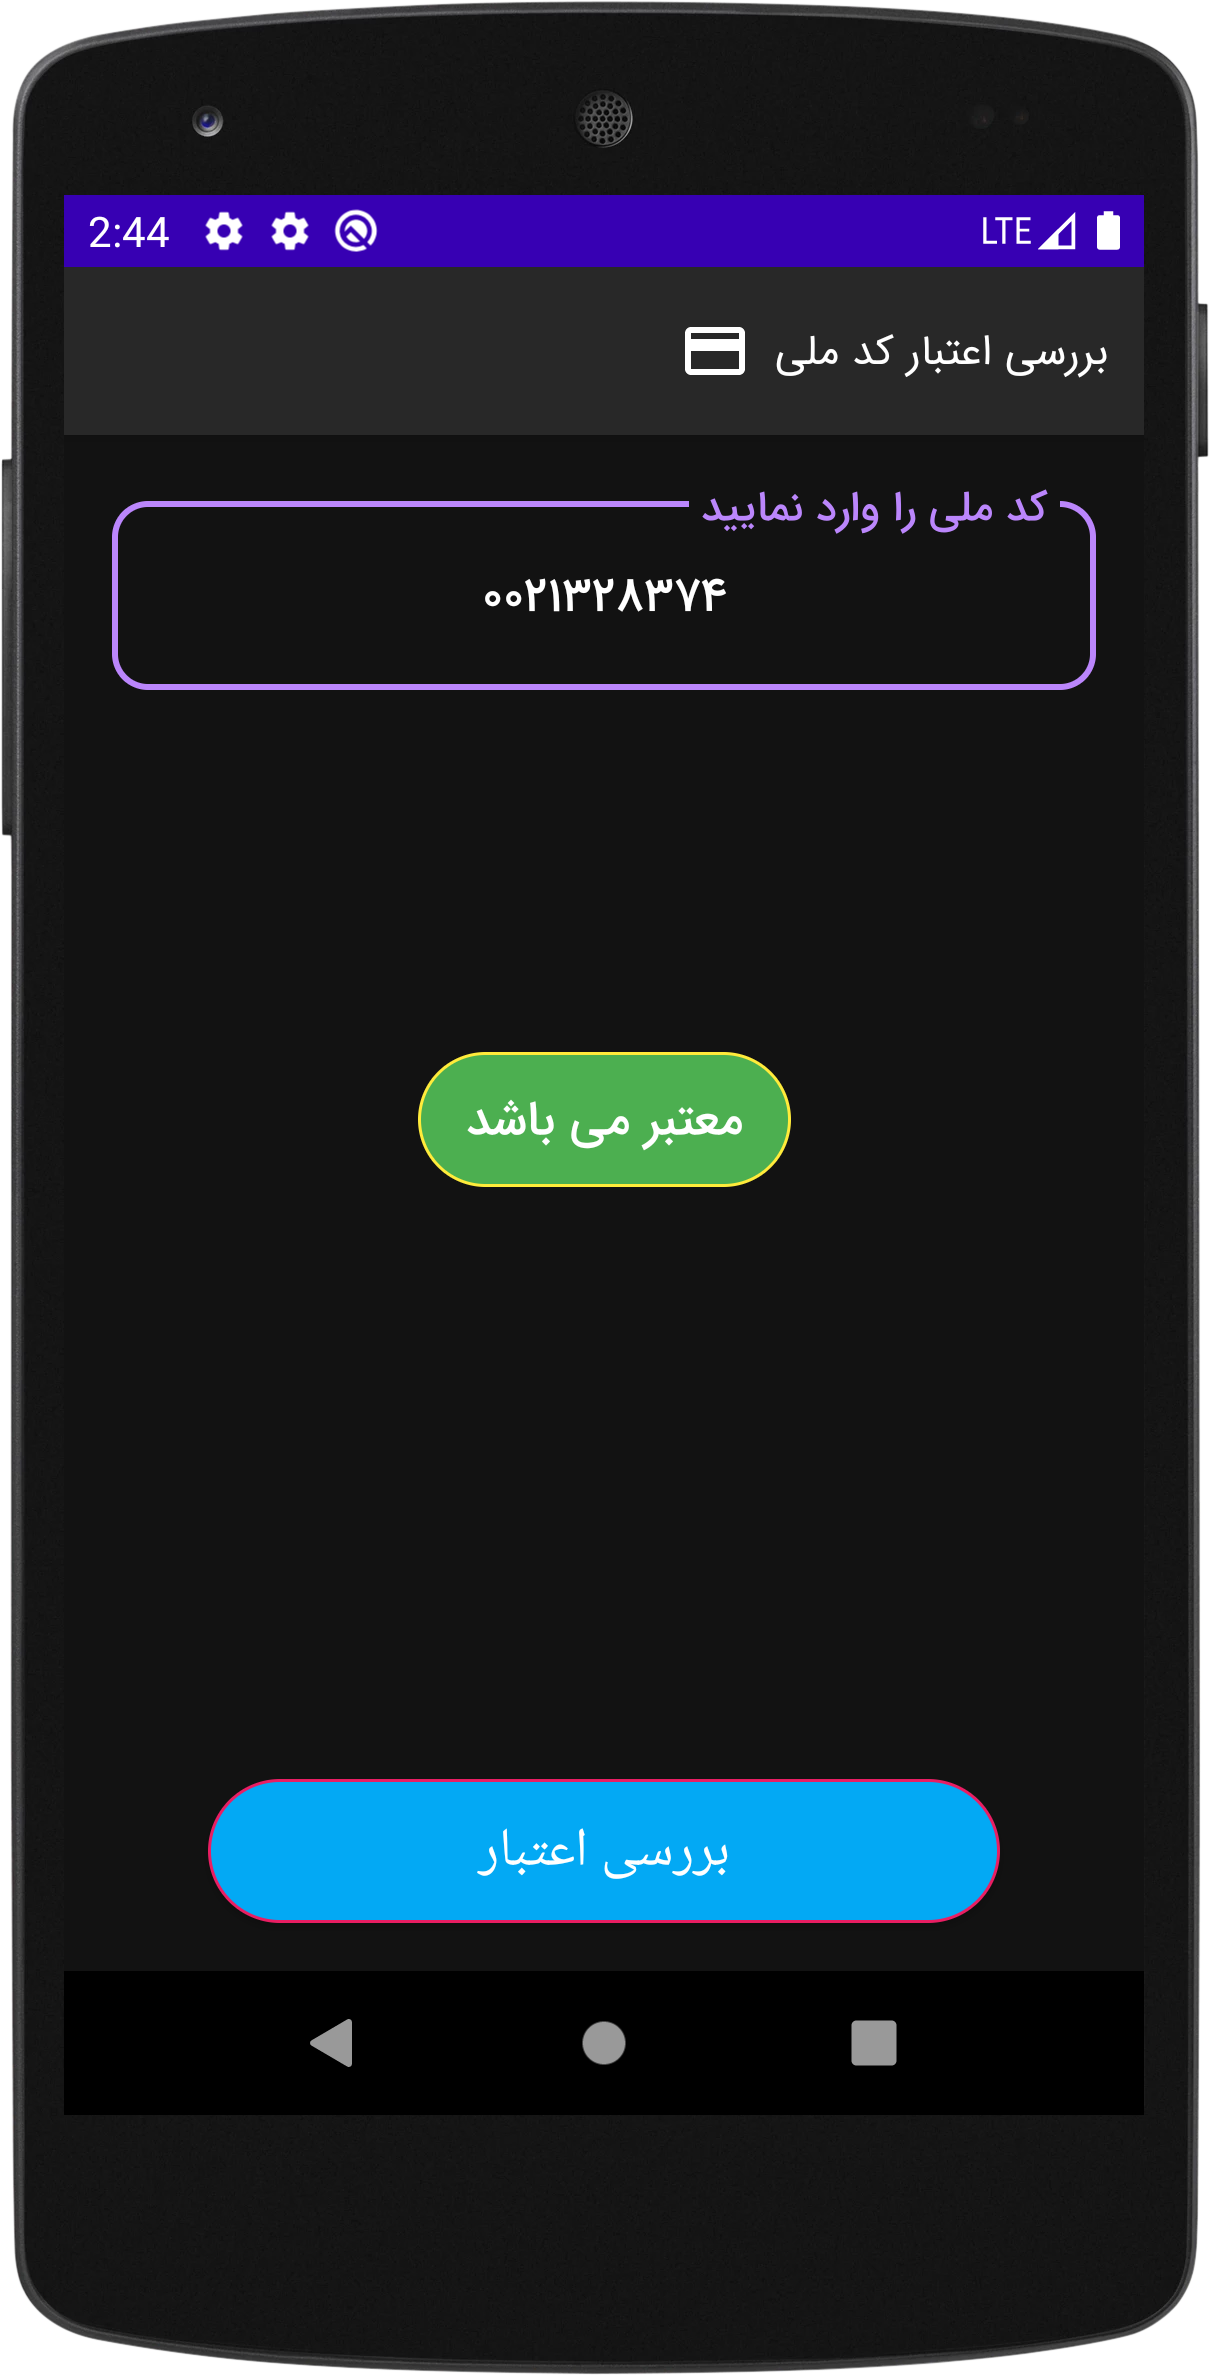 2:44 LTE
بررسی اعتبار کد ملی
کد ملی را وارد نمایید
۰۰۲۱۳۲۸۳۷۴
معتبر می باشد
بررسی اعتبار